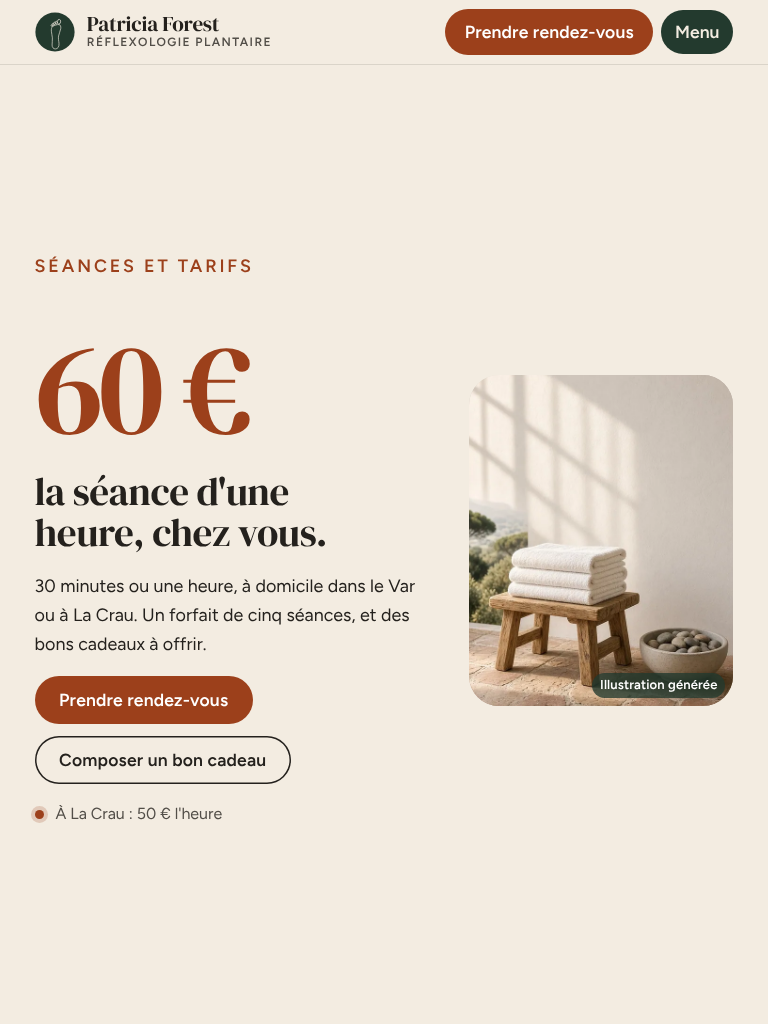 Patricia Forest
RÉFLEXOLOGIE PLANTAIRE
Prendre rendez-vous
Menu
SÉANCES ET TARIFS
60 €
la séance d'une
heure, chez vous.
30 minutes ou une heure, à domicile dans le Var
ou à La Crau. Un forfait de cinq séances, et des
bons cadeaux à offrir.
Prendre rendez-vous
Composer un bon cadeau
À La Crau : 50 € l'heure
Illustration générée